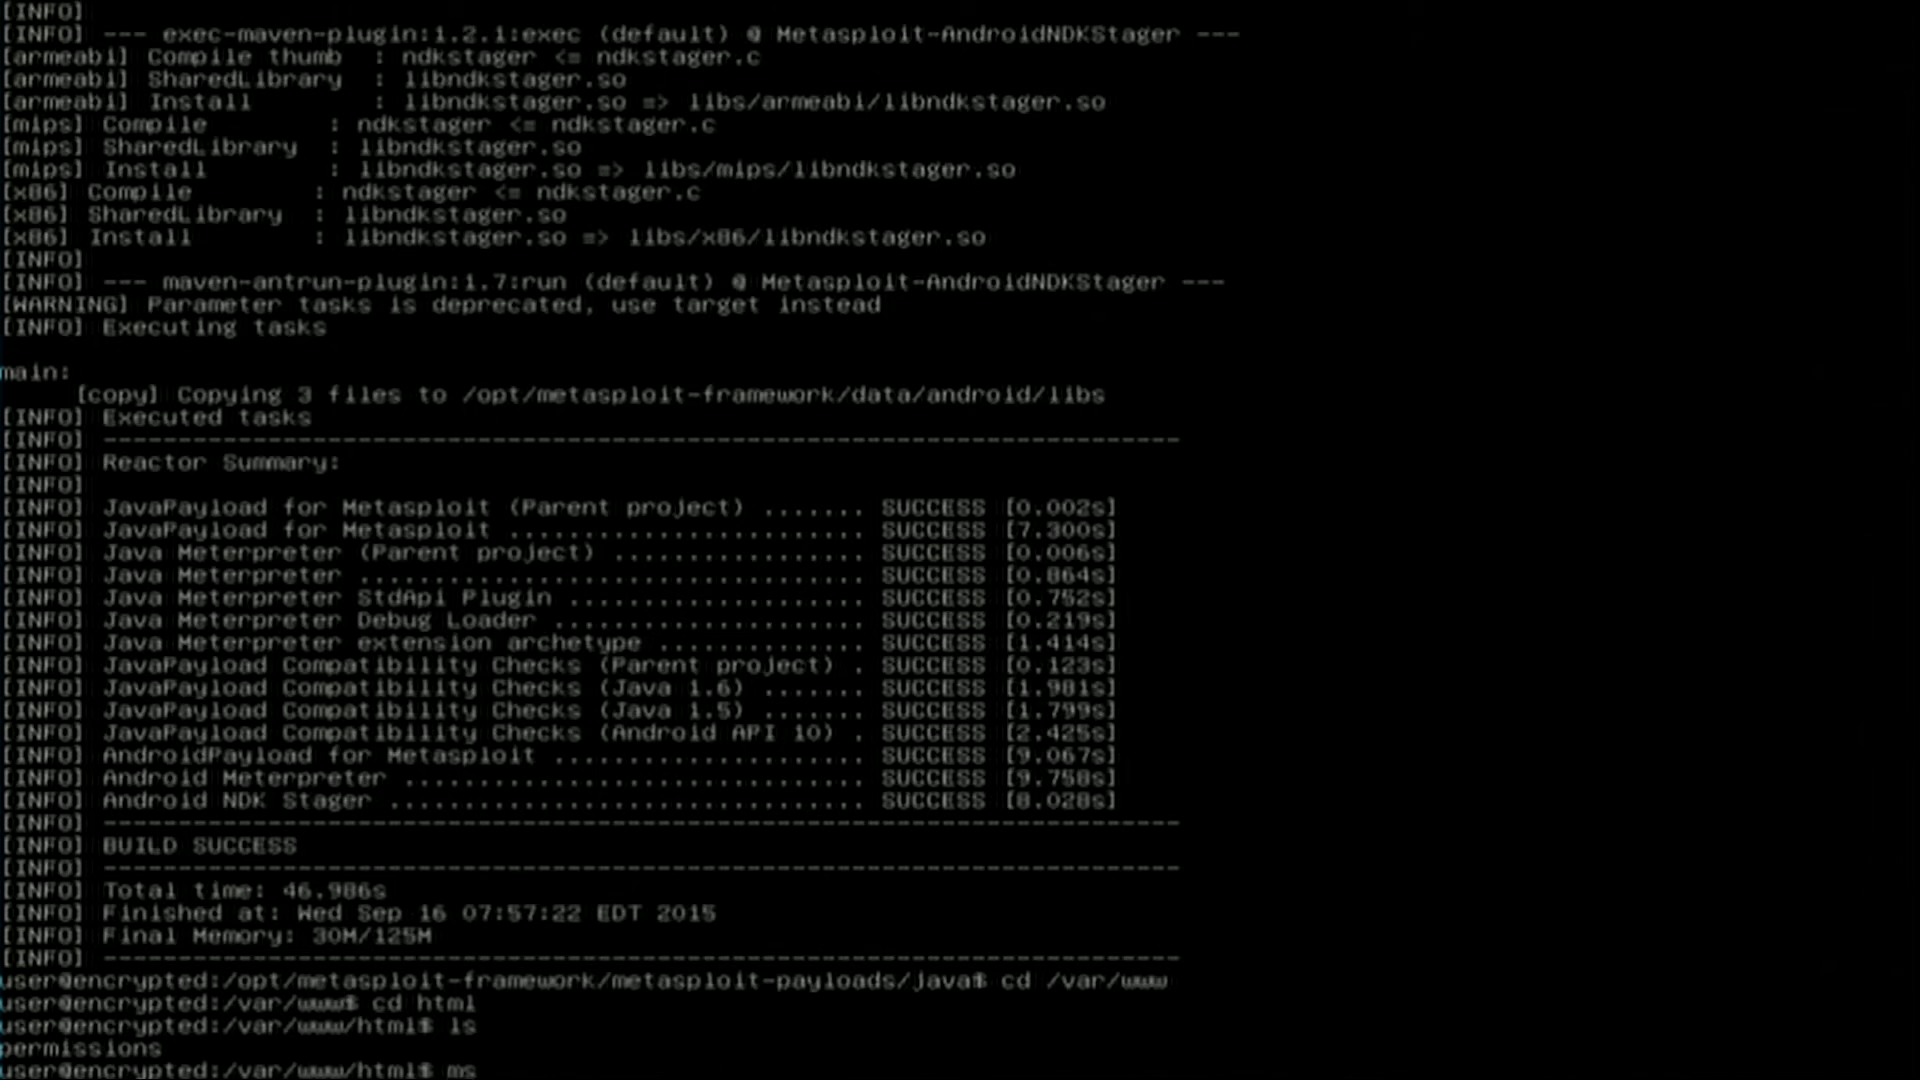 [INFO]
[INFO] --- exec-maven-plugin:1.2.1:exec (default) @ Metasploit-AndroidNDKStager ---
[armeabi] Compile thumb  : ndkstager <= ndkstager.c
[armeabi] SharedLibrary  : libndkstager.so
[armeabi] Install        : libndkstager.so => libs/armeabi/libndkstager.so
[mips] Compile        : ndkstager <= ndkstager.c
[mips] SharedLibrary  : libndkstager.so
[mips] Install        : libndkstager.so => libs/mips/libndkstager.so
[x86] Compile        : ndkstager <= ndkstager.c
[x86] SharedLibrary  : libndkstager.so
[x86] Install        : libndkstager.so => libs/x86/libndkstager.so
[INFO]
[INFO] --- maven-antrun-plugin:1.7:run (default) @ Metasploit-AndroidNDKStager ---
[WARNING] Parameter tasks is deprecated, use target instead
[INFO] Executing tasks
main:
     [copy] Copying 3 files to /opt/metasploit-framework/data/android/libs
[INFO] Executed tasks
[INFO] ------------------------------------------------------------------------
[INFO] Reactor Summary:
[INFO]
[INFO] JavaPayload for Metasploit (Parent project) ....... SUCCESS [0.002s]
[INFO] JavaPayload for Metasploit ........................ SUCCESS [7.300s]
[INFO] Java Meterpreter (Parent project) ................. SUCCESS [0.006s]
[INFO] Java Meterpreter .................................. SUCCESS [0.864s]
[INFO] Java Meterpreter StdApi Plugin .................... SUCCESS [0.752s]
[INFO] Java Meterpreter Debug Loader ..................... SUCCESS [0.219s]
[INFO] Java Meterpreter extension archetype .............. SUCCESS [1.414s]
[INFO] JavaPayload Compatibility Checks (Parent project) . SUCCESS [0.123s]
[INFO] JavaPayload Compatibility Checks (Java 1.6) ....... SUCCESS [1.981s]
[INFO] JavaPayload Compatibility Checks (Java 1.5) ....... SUCCESS [1.799s]
[INFO] JavaPayload Compatibility Checks (Android API 10) . SUCCESS [2.425s]
[INFO] AndroidPayload for Metasploit ..................... SUCCESS [9.067s]
[INFO] Android Meterpreter ............................... SUCCESS [9.758s]
[INFO] Android NDK Stager ................................ SUCCESS [8.028s]
[INFO] ------------------------------------------------------------------------
[INFO] BUILD SUCCESS
[INFO] ------------------------------------------------------------------------
[INFO] Total time: 46.986s
[INFO] Finished at: Wed Sep 16 07:57:22 EDT 2015
[INFO] Final Memory: 30M/125M
[INFO] ------------------------------------------------------------------------
user@encrypted:/opt/metasploit-framework/metasploit-payloads/java$ cd /var/www
user@encrypted:/var/www$ cd html
user@encrypted:/var/www/html$ ls
permissions
user@encrypted:/var/www/html$ ms